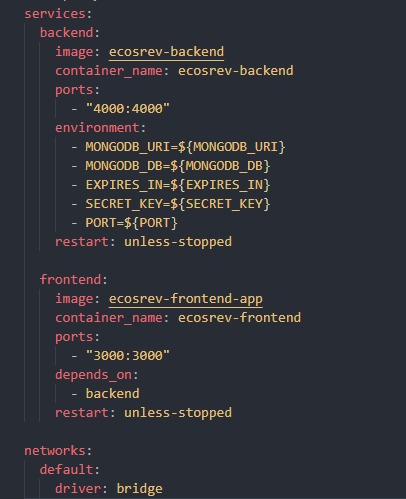 services:
  backend:
    image: ecosrev-backend
    container_name: ecosrev-backend
    ports:
      - "4000:4000"
    environment:
      - MONGODB_URI=${MONGODB_URI}
      - MONGODB_DB=${MONGODB_DB}
      - EXPIRES_IN=${EXPIRES_IN}
      - SECRET_KEY=${SECRET_KEY}
      - PORT=${PORT}
    restart: unless-stopped

  frontend:
    image: ecosrev-frontend-app
    container_name: ecosrev-frontend
    ports:
      - "3000:3000"
    depends_on:
      - backend
    restart: unless-stopped

networks:
  default:
    driver: bridge